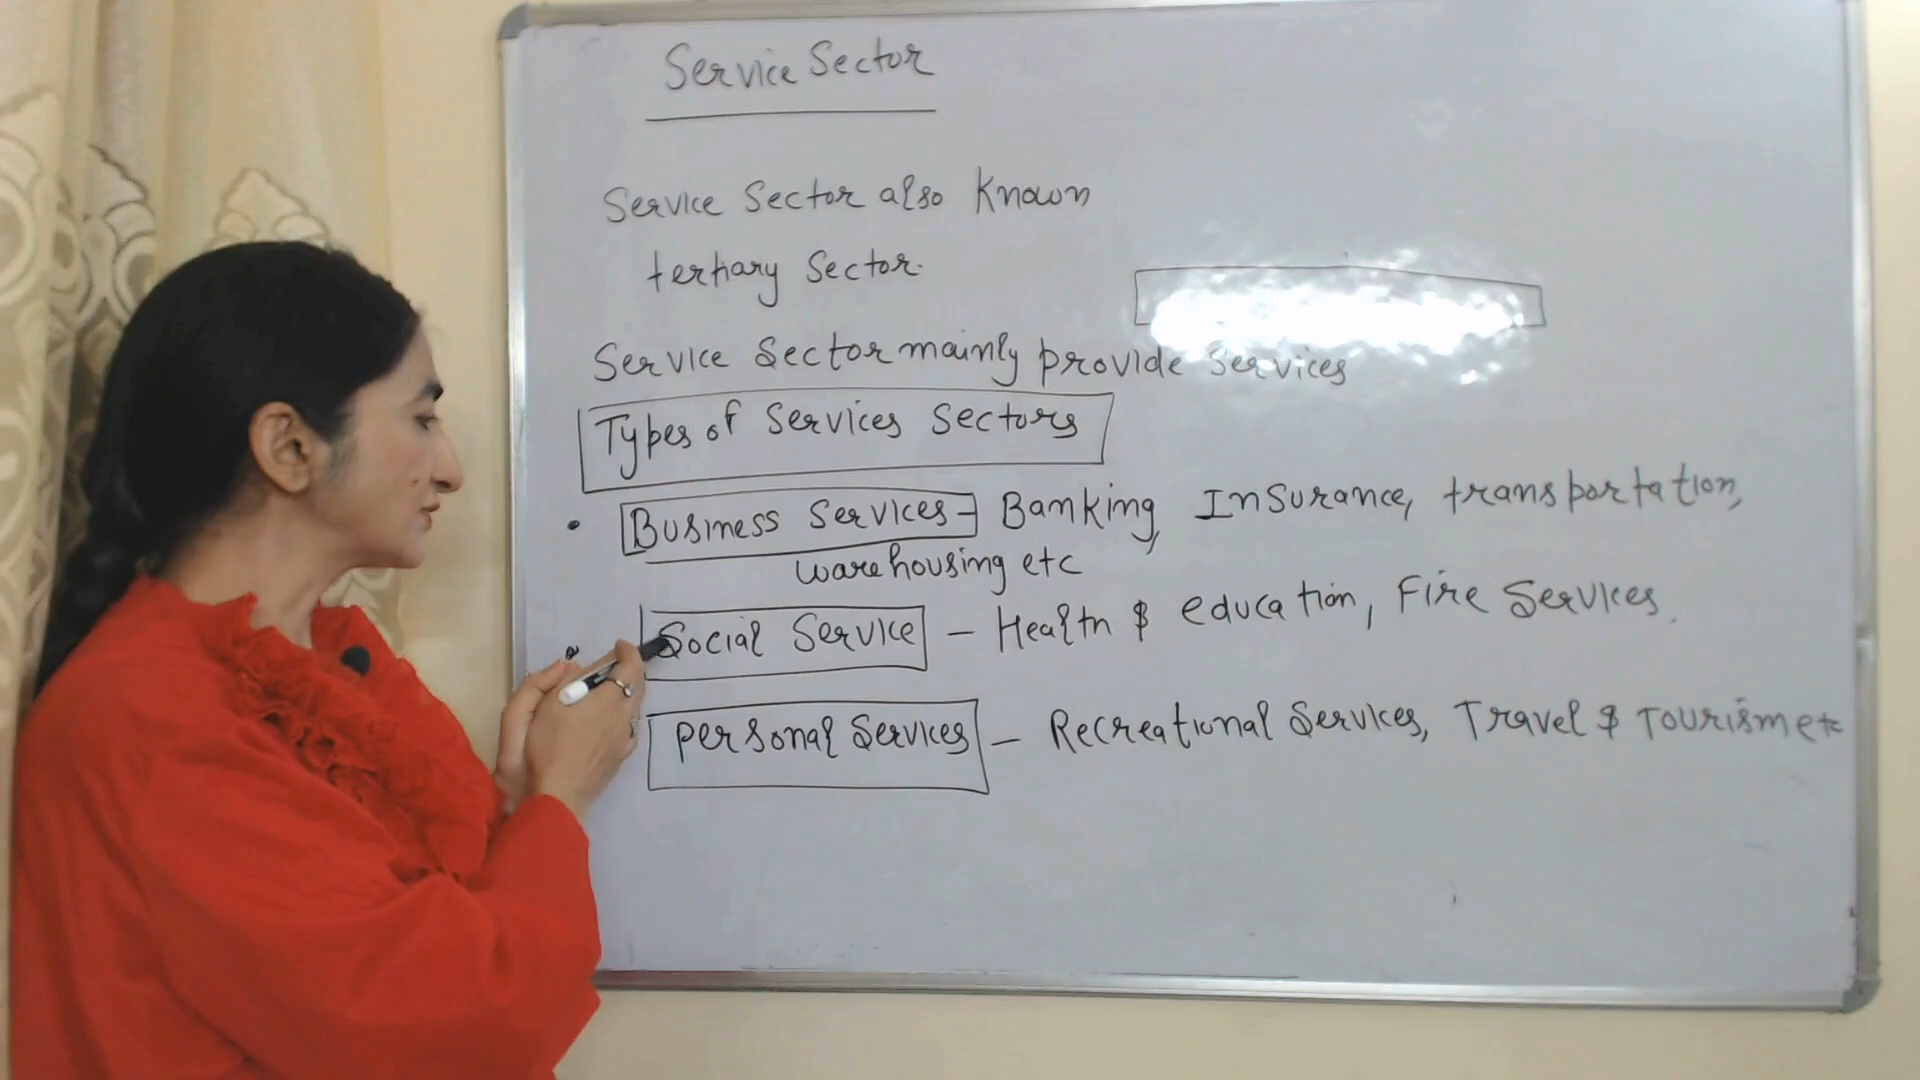 Service Sector
Service Sector also Known
tertiary Sector.
Service Sector mainly provide Services
Types of Services Sectors
• Business Services - Banking, Insurance, transportation,
warehousing etc
• Social Service - Health & education, Fire Services.
Personal Services - Recreational Services, Travel & Tourism etc